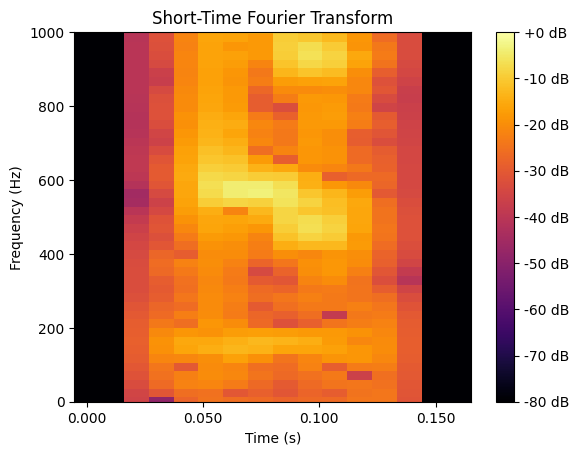 Short-Time Fourier Transform
1000
800
600
400
200
0
Frequency (Hz)
0.000
0.050
0.100
0.150
Time (s)
+0 dB
-10 dB
-20 dB
-30 dB
-40 dB
-50 dB
-60 dB
-70 dB
-80 dB